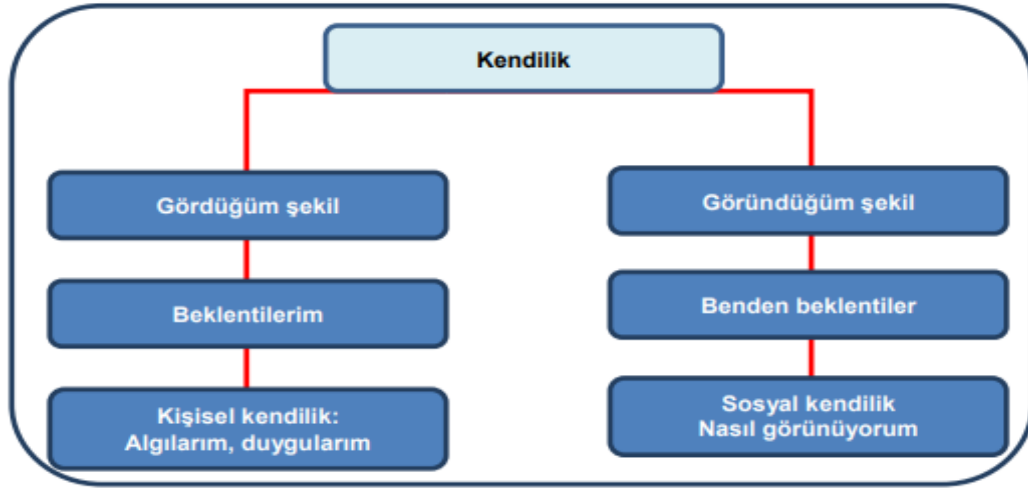 Kendilik
Gördüğüm şekil
Beklentilerim
Kişisel kendilik:
Algılarım, duygularım
Göründüğüm şekil
Benden beklentiler
Sosyal kendilik
Nasıl görünüyorum